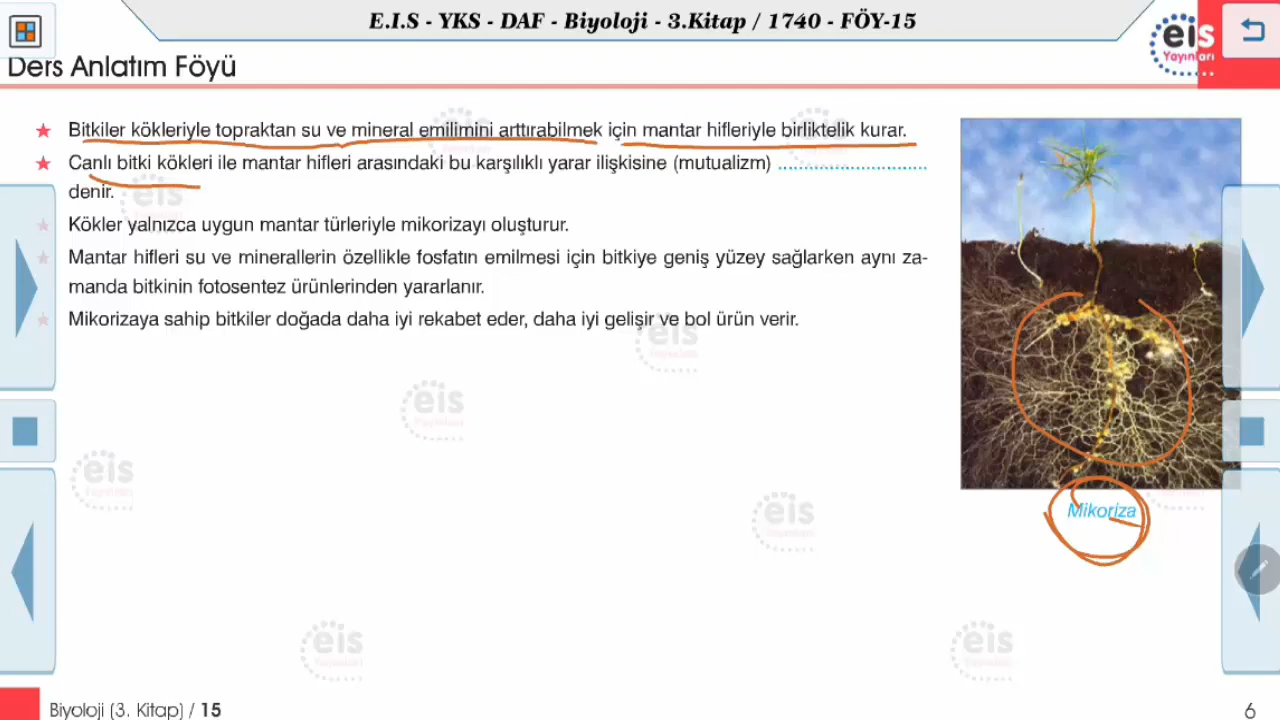 E.I.S - YKS - DAF - Biyoloji - 3.Kitap / 1740 - FÖY-15
eis
Yayınları
Ders Anlatım Föyü
★ Bitkiler kökleriyle topraktan su ve mineral emilimini arttırabilmek için mantar hifleriyle birliktelik kurar.
★ Canlı bitki kökleri ile mantar hifleri arasındaki bu karşılıklı yarar ilişkisine (mutualizm) ............................
denir.
★ Kökler yalnızca uygun mantar türleriyle mikorizayı oluşturur.
★ Mantar hifleri su ve minerallerin özellikle fosfatın emilmesi için bitkiye geniş yüzey sağlarken aynı za-
manda bitkinin fotosentez ürünlerinden yararlanır.
★ Mikorizaya sahip bitkiler doğada daha iyi rekabet eder, daha iyi gelişir ve bol ürün verir.
Mikoriza
Biyoloji (3. Kitap) / 15
6